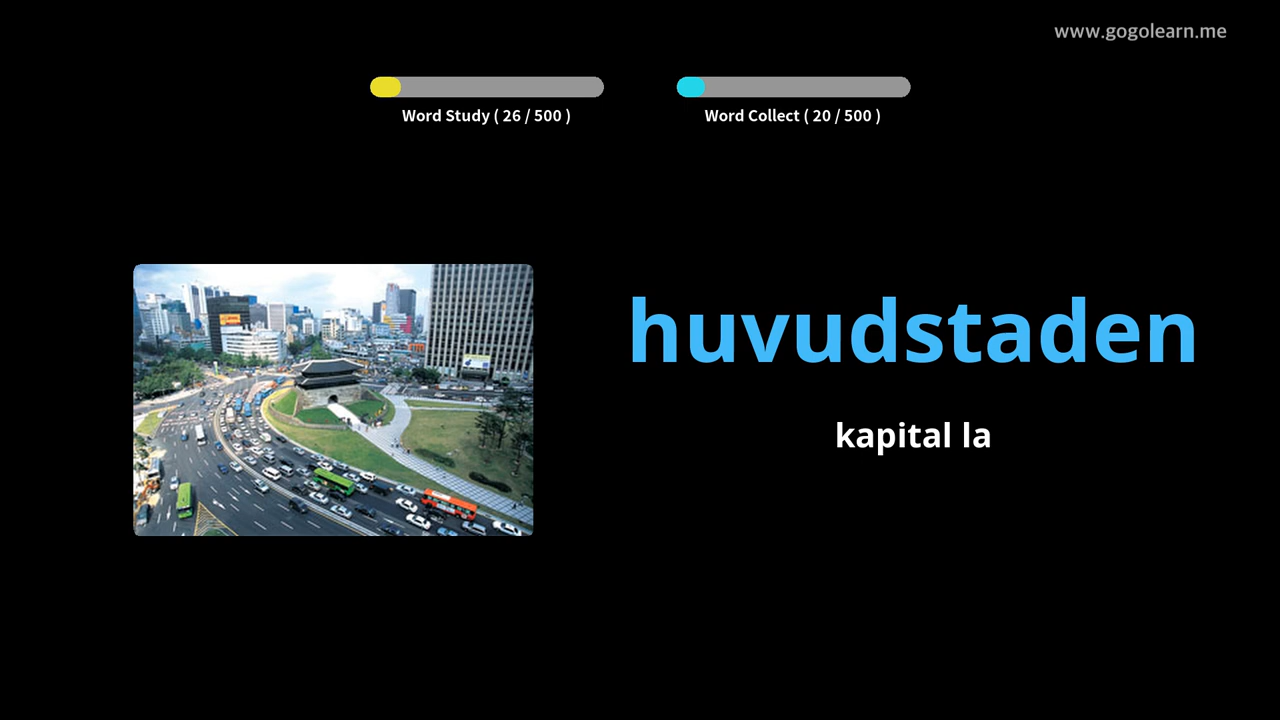 www.gogolearn.me
Word Study ( 26 / 500 )
Word Collect ( 20 / 500 )
huvudstaden
kapital la